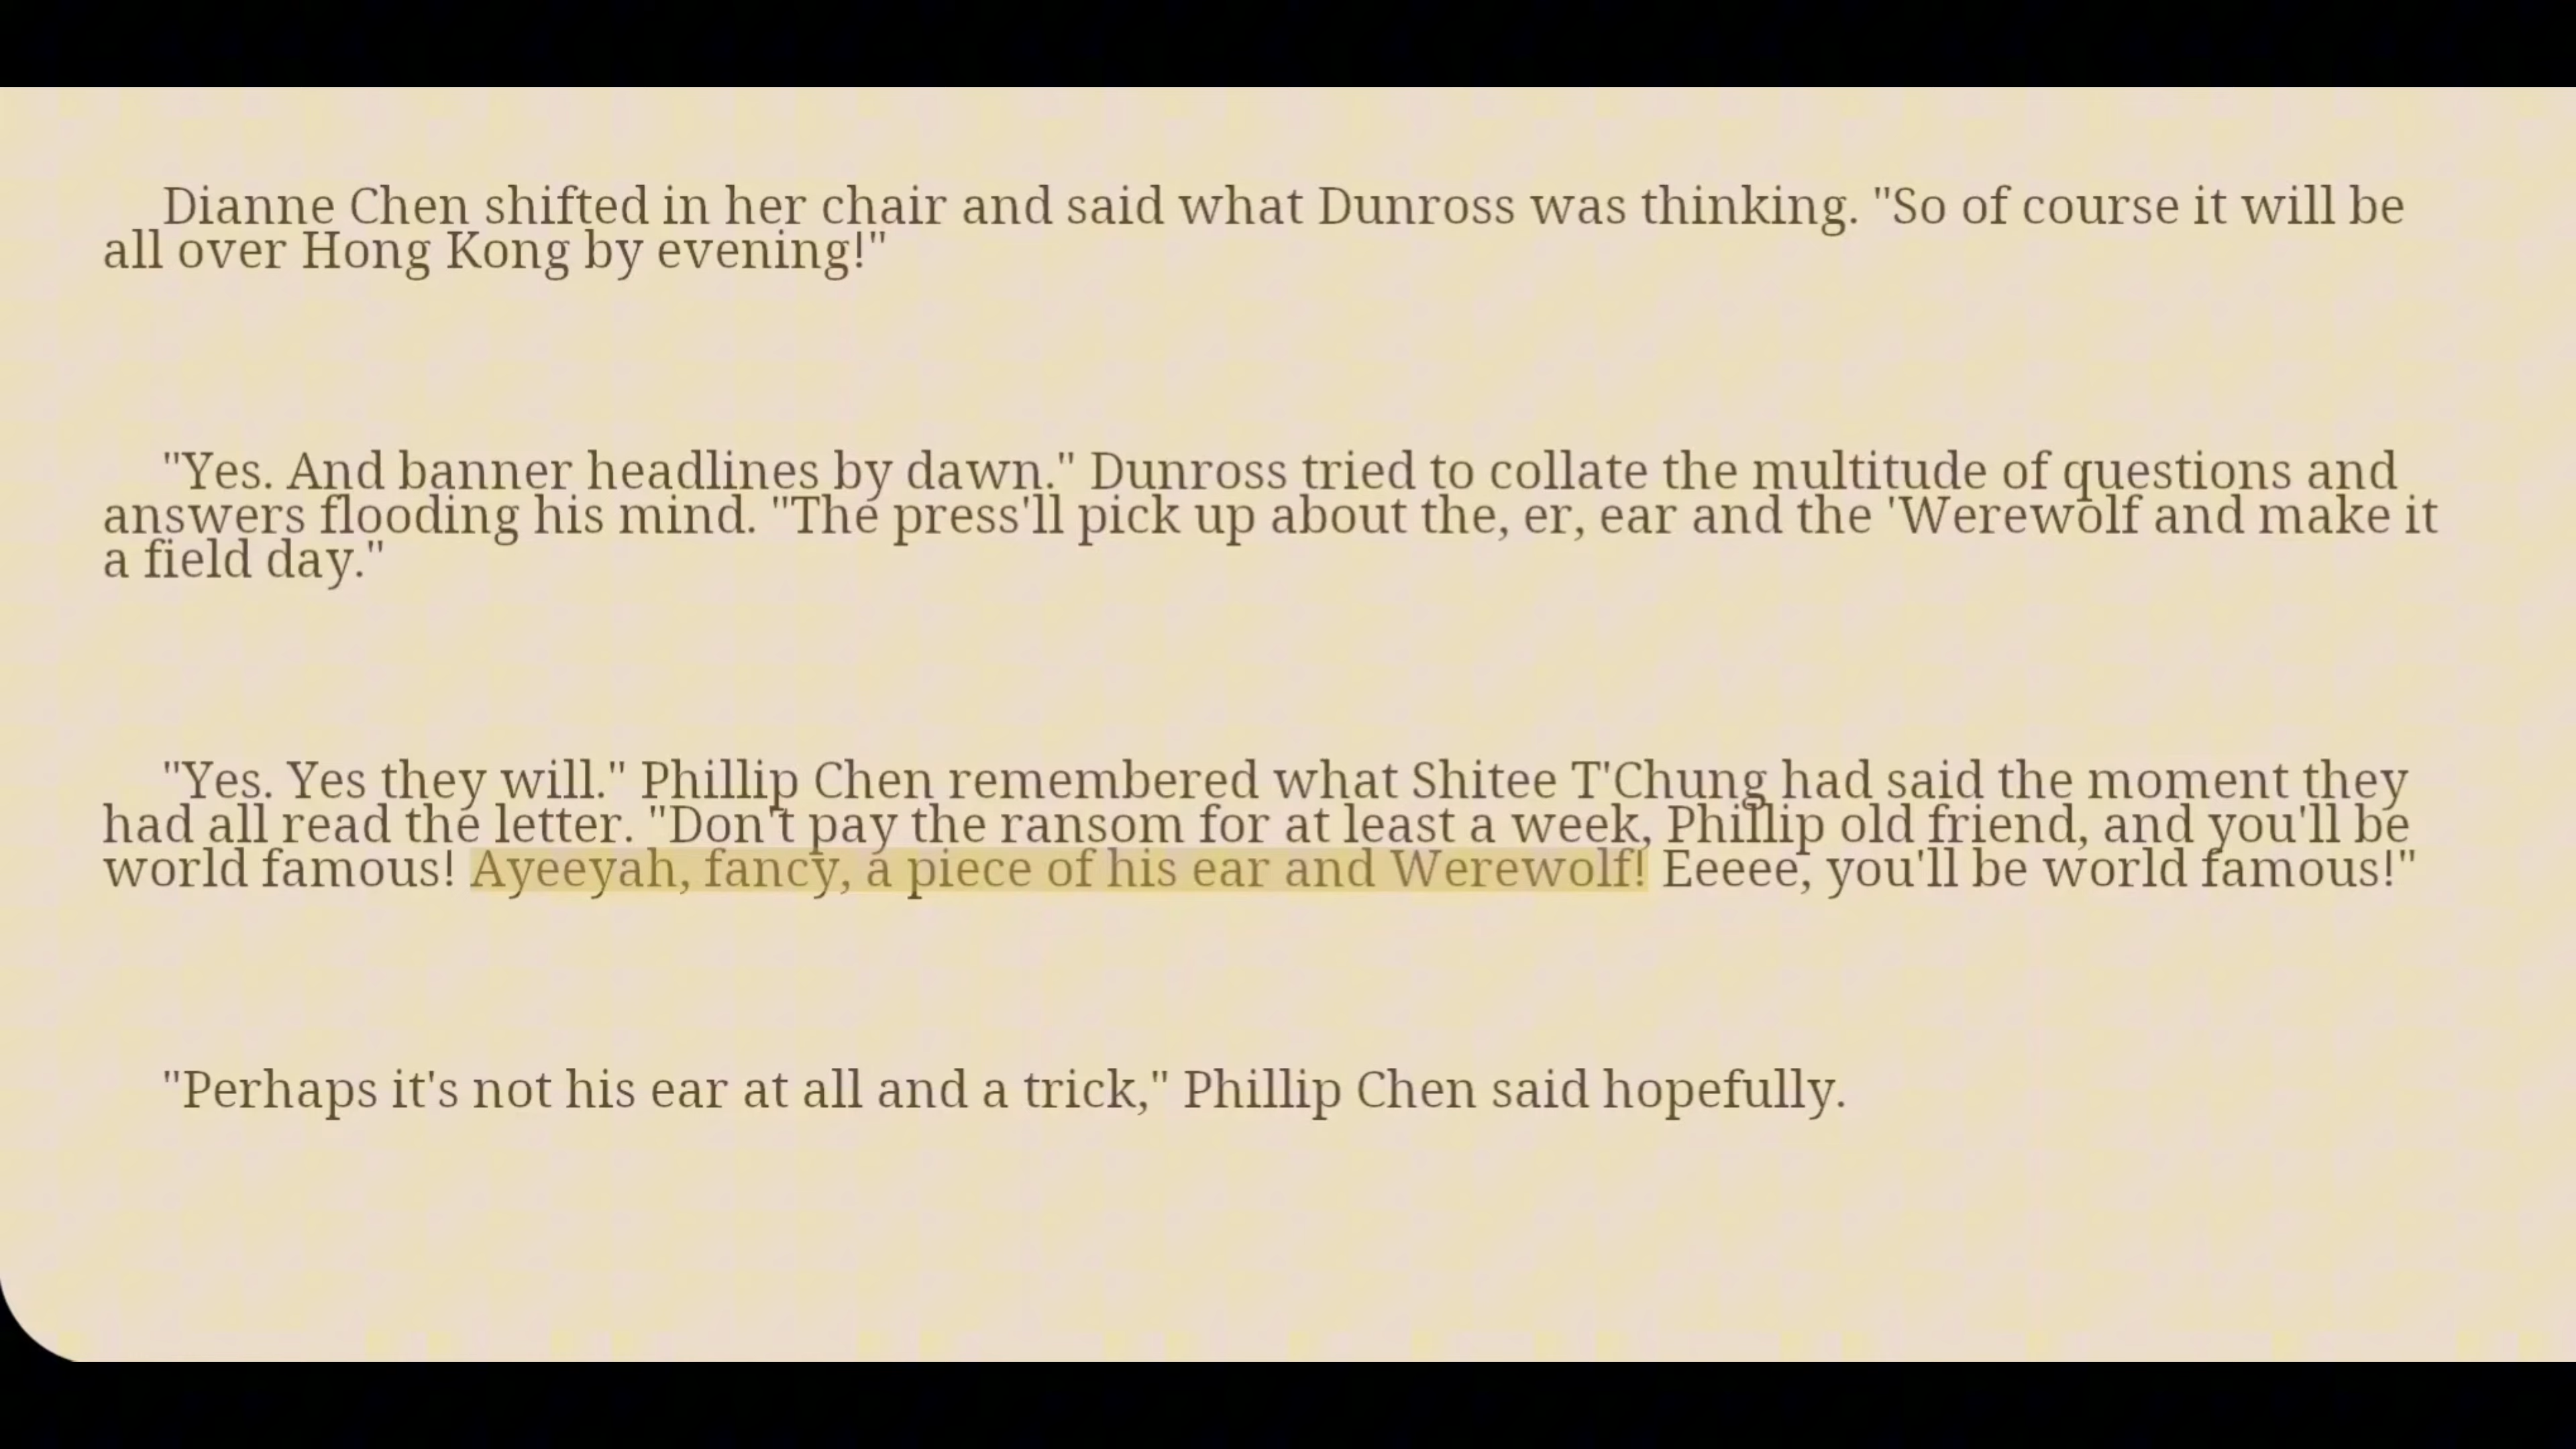 Dianne Chen shifted in her chair and said what Dunross was thinking. "So of course it will be
all over Hong Kong by evening!"
"Yes. And banner headlines by dawn." Dunross tried to collate the multitude of questions and
answers flooding his mind. "The press'll pick up about the, er, ear and the 'Werewolf and make it
a field day."
"Yes. Yes they will." Phillip Chen remembered what Shitee T'Chung had said the moment they
had all read the letter. "Don't pay the ransom for at least a week, Phillip old friend, and you'll be
world famous! Ayeeyah, fancy, a piece of his ear and Werewolf! Eeeee, you'll be world famous!"
"Perhaps it's not his ear at all and a trick," Phillip Chen said hopefully.